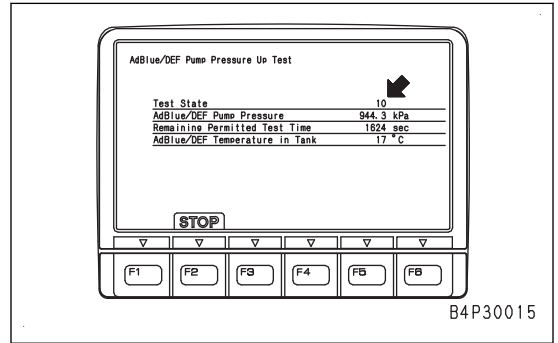 AdBlue/DEF Pump Pressure Up Test
Test State 10
AdBlue/DEF Pump Pressure 944.3 kPa
Remaining Permitted Test Time 1624 sec
AdBlue/DEF Temperature in Tank 17 °C
STOP
F1 F2 F3 F4 F5 F6
B4P30015